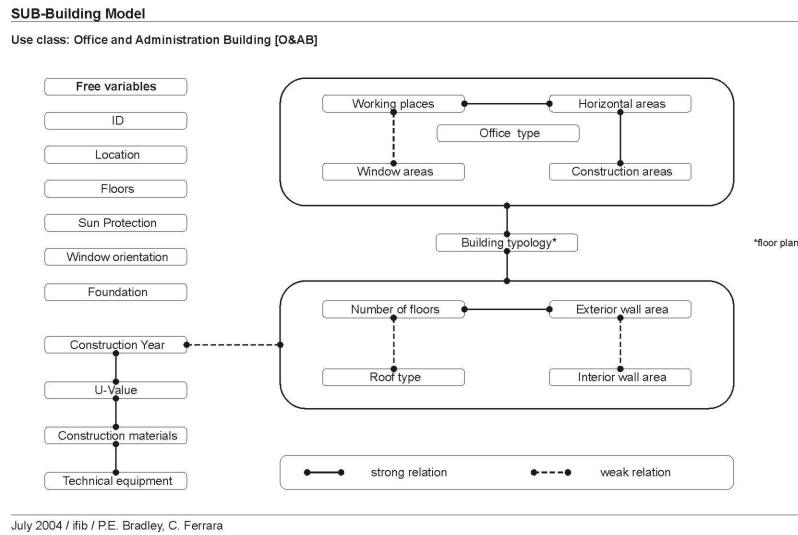 SUB-Building Model
Use class: Office and Administration Building [O&AB]
Free variables
ID
Location
Floors
Sun Protection
Window orientation
Foundation
Construction Year
U-Value
Construction materials
Technical equipment
Working places
Horizontal areas
Office type
Window areas
Construction areas
Building typology*
*floor plan
Number of floors
Exterior wall area
Roof type
Interior wall area
strong relation
weak relation
July 2004 / ifib / P.E. Bradley, C. Ferrara